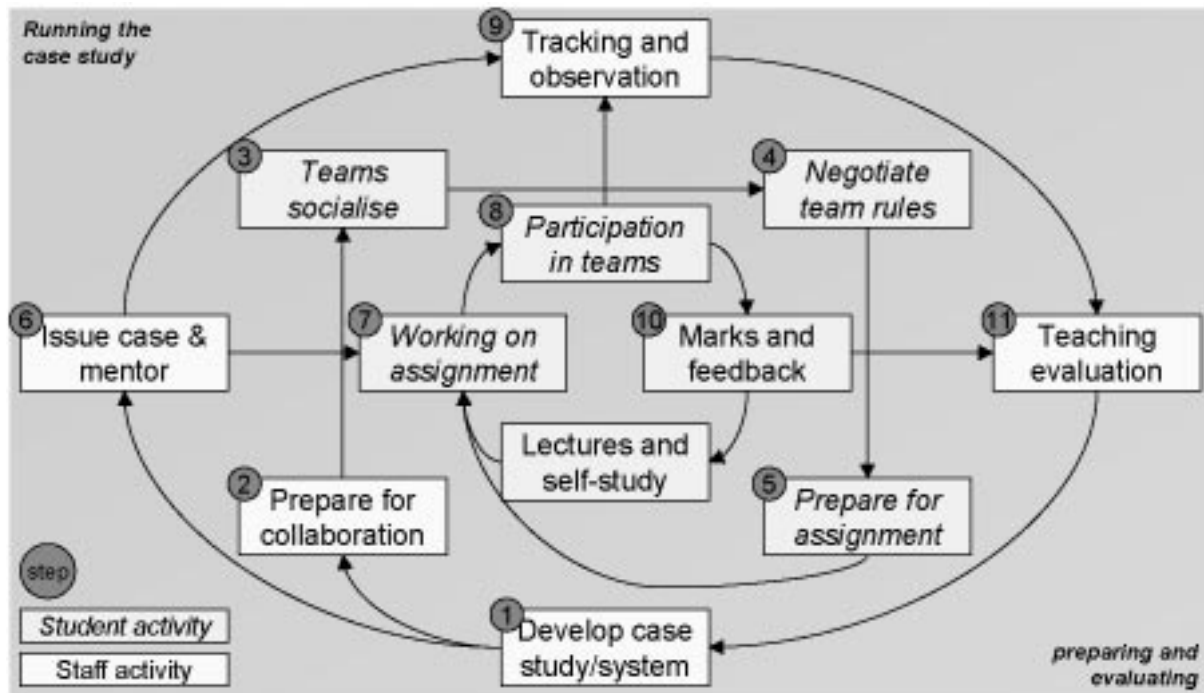 Running the
case study
9
Tracking and
observation
3
Teams
socialise
4
Negotiate
team rules
8
Participation
in teams
6
Issue case &
mentor
7
Working on
assignment
10
Marks and
feedback
11
Teaching
evaluation
Lectures and
self-study
2
Prepare for
collaboration
5
Prepare for
assignment
step
Student activity
Staff activity
1
Develop case
study/system
preparing and
evaluating